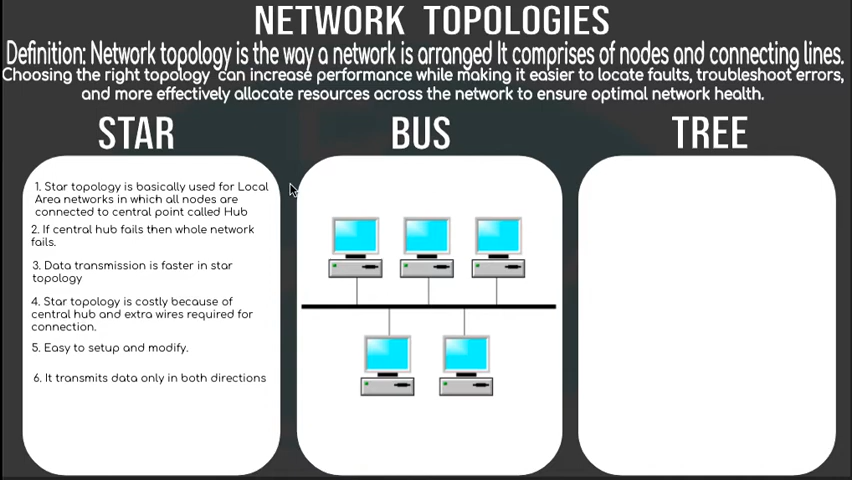 NETWORK TOPOLOGIES
Definition: Network topology is the way a network is arranged It comprises of nodes and connecting lines.
Choosing the right topology can increase performance while making it easier to locate faults, troubleshoot errors,
and more effectively allocate resources across the network to ensure optimal network health.
STAR
1. Star topology is basically used for Local
Area networks in which all nodes are
connected to central point called Hub
2. If central hub fails then whole network
fails.
3. Data transmission is faster in star
topology
4. Star topology is costly because of
central hub and extra wires required for
connection.
5. Easy to setup and modify.
6. It transmits data only in both directions
BUS
TREE